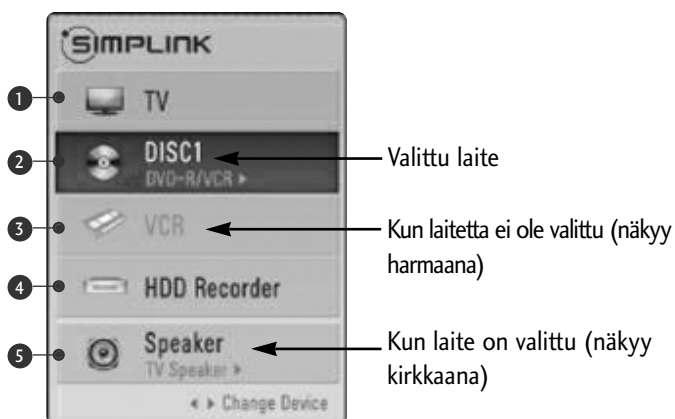 SIMPLINK
1 TV
2 DISC1
DVD-R/VCR ▸
Valittu laite
3 VCR
Kun laitetta ei ole valittu (näkyy
harmaana)
4 HDD Recorder
5 Speaker
TV Speaker ▸
Kun laite on valittu (näkyy
kirkkaana)
◂ ▸ Change Device